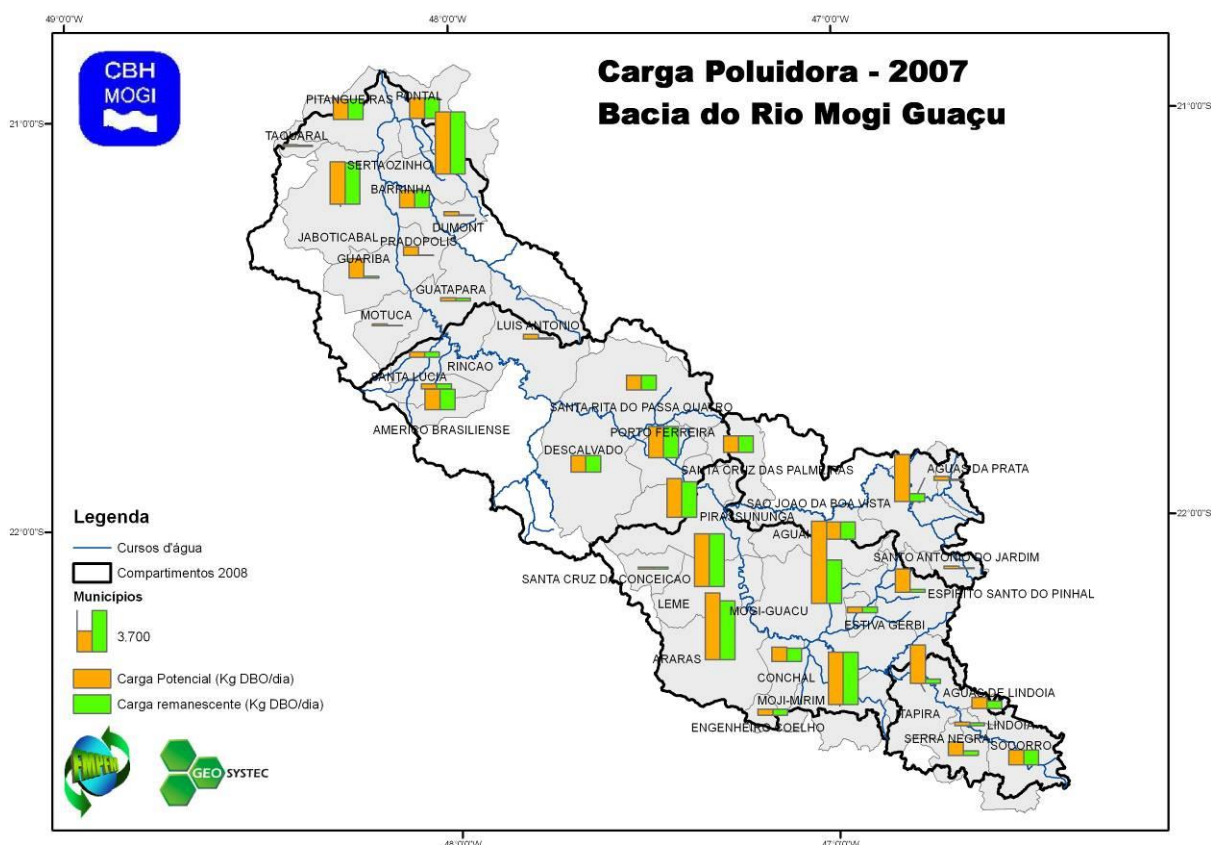 49°0'0"W
48°0'0"W
47°0'0"W
CBH
MOGI
Carga Poluidora - 2007
Bacia do Rio Mogi Guaçu
21°0'0"S
21°0'0"S
PITANGUEIRAS
PONTAL
TAQUARAL
SERTAOZINHO
BARRINHA
DUMONT
JABOTICABAL
PRADOPOLIS
GUARIBA
GUATAPARA
MOTUCA
LUIS ANTONIO
RINCAO
SANTA LUCIA
SANTA RITA DO PASSA QUATRO
AMERICO BRASILIENSE
PORTO FERREIRA
DESCALVADO
SANTA CRUZ DAS PALMEIRAS
AGUAS DA PRATA
SAO JOAO DA BOA VISTA
PIRASSUNUNGA
AGUAI
22°0'0"S
22°0'0"S
SANTO ANTONIO DO JARDIM
SANTA CRUZ DA CONCEICAO
ESPIRITO SANTO DO PINHAL
LEME
MOGI-GUACU
ESTIVA GERBI
ARARAS
CONCHAL
AGUAS DE LINDOIA
MOJI-MIRIM
ITAPIRA
ENGENHEIRO COELHO
LINDOIA
SERRA NEGRA
SOCORRO
Legenda
Cursos d'água
Compartimentos 2008
Municípios
3.700
Carga Potencial (Kg DBO/dia)
Carga remanescente (Kg DBO/dia)
GEO SYSTEC
48°0'0"W
47°0'0"W